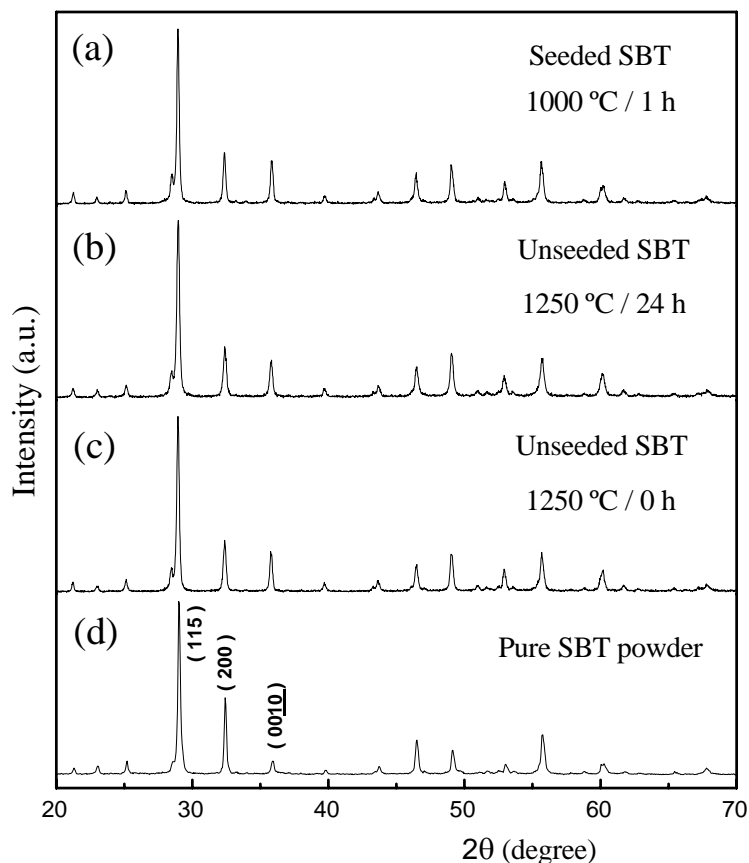 (a)
Seeded SBT
1000 ºC / 1 h
(b)
Unseeded SBT
1250 ºC / 24 h
(c)
Unseeded SBT
1250 ºC / 0 h
(d)
Pure SBT powder
( 115 )
( 200 )
( 0010 )
Intensity (a.u.)
20 30 40 50 60 70
2θ (degree)